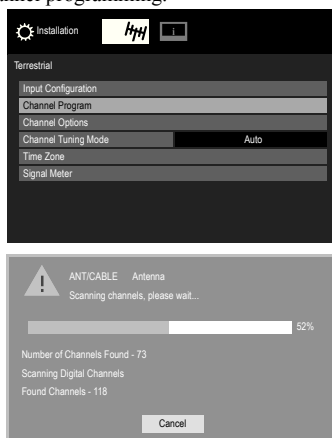 annel programming.
Installation
i
Terrestrial
Input Configuration
Channel Program
Channel Options
Channel Tuning Mode Auto
Time Zone
Signal Meter
!
ANT/CABLE Antenna
Scanning channels, please wait...
52%
Number of Channels Found - 73
Scanning Digital Channels
Found Channels - 118
Cancel